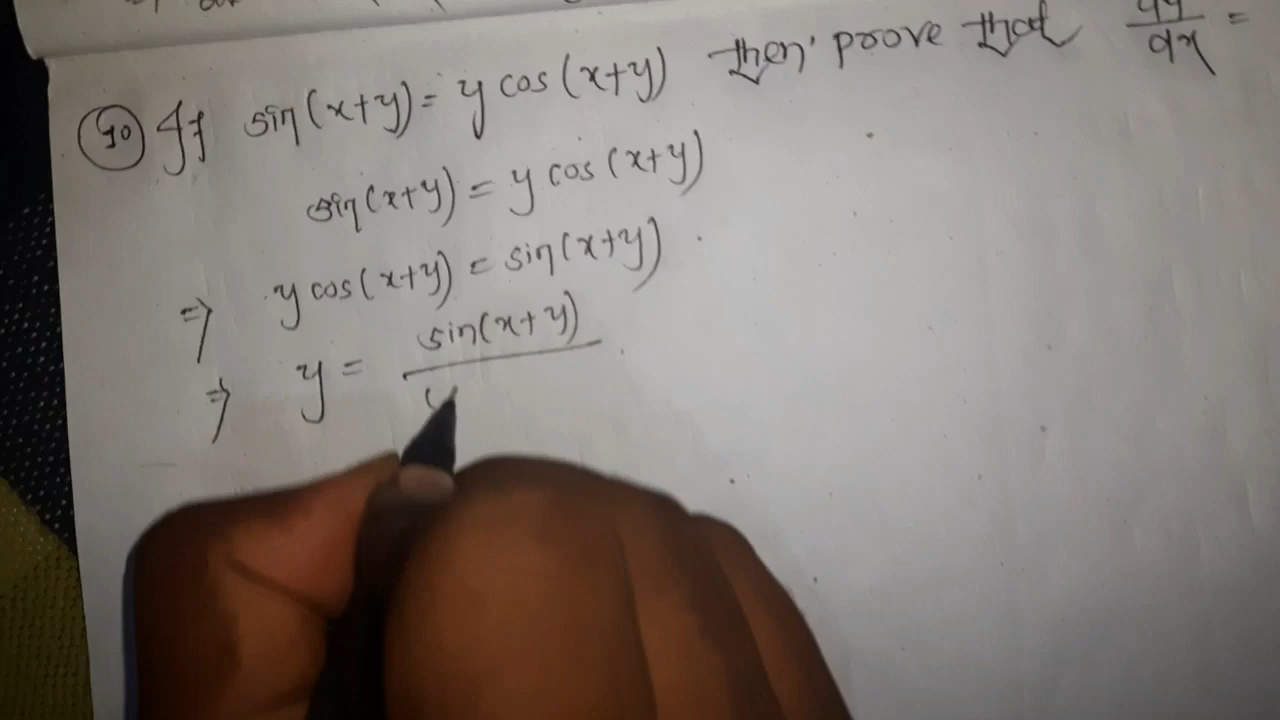 10 If sin(x+y) = y cos(x+y) then, prove that dy/dx =
sin(x+y) = y cos(x+y)
⇒ y cos(x+y) = sin(x+y)
⇒ y = sin(x+y)